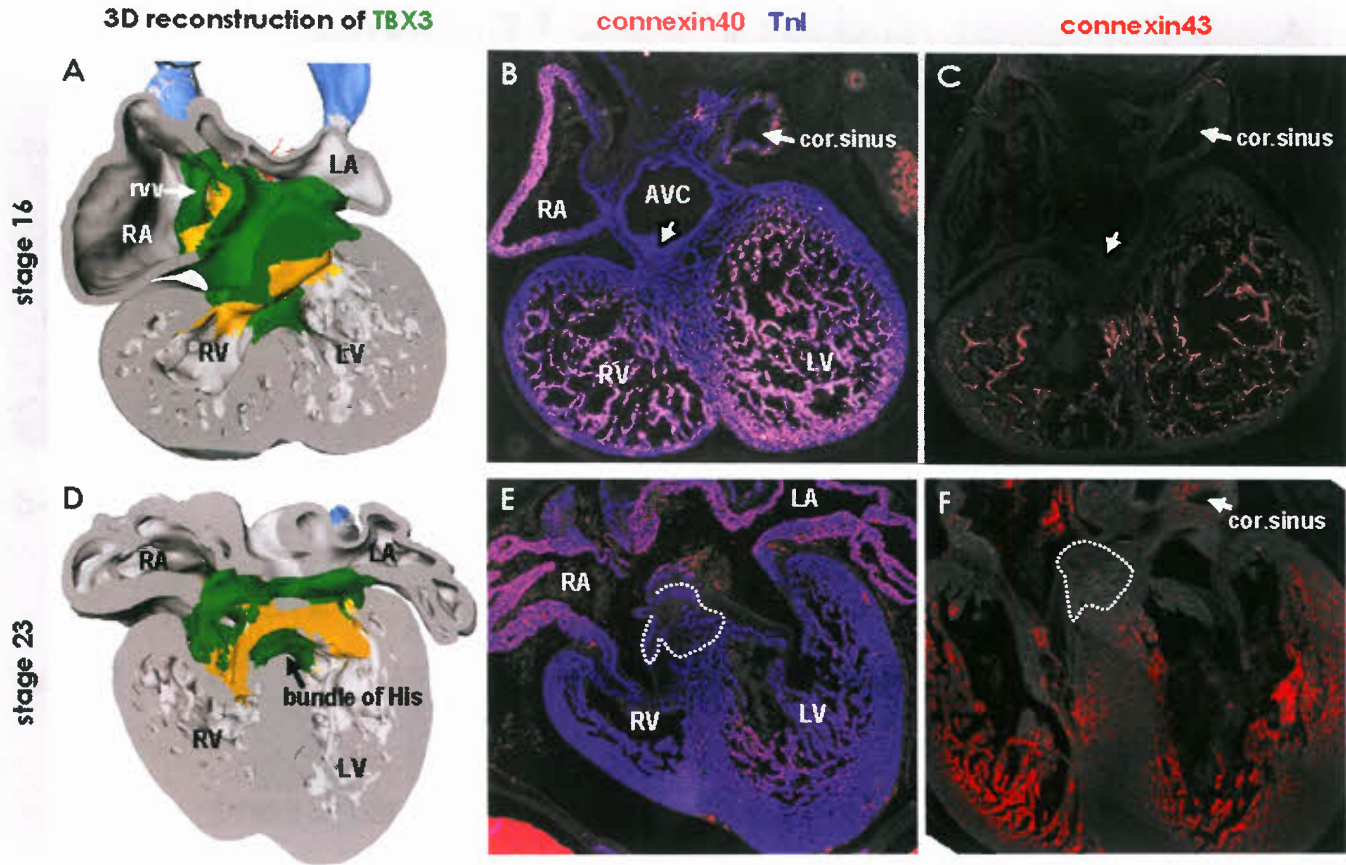 3D reconstruction of TBX3
connexin40 TnI
connexin43
stage 16
A
rvv
RA
LA
RV
LV
B
RA
AVC
cor.sinus
RV
LV
C
cor.sinus
stage 23
D
RA
LA
bundle of His
RV
LV
E
LA
RA
RV
LV
F
cor.sinus